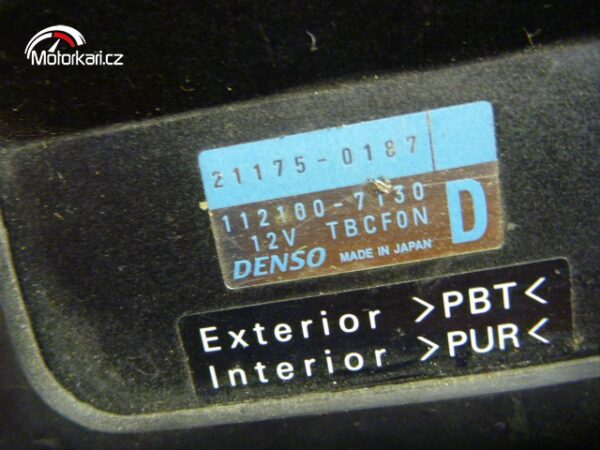 Motorkari.cz
21175-0187
112100-7130
12V TBCF0N
DENSO MADE IN JAPAN D
Exterior >PBT<
Interior >PUR<